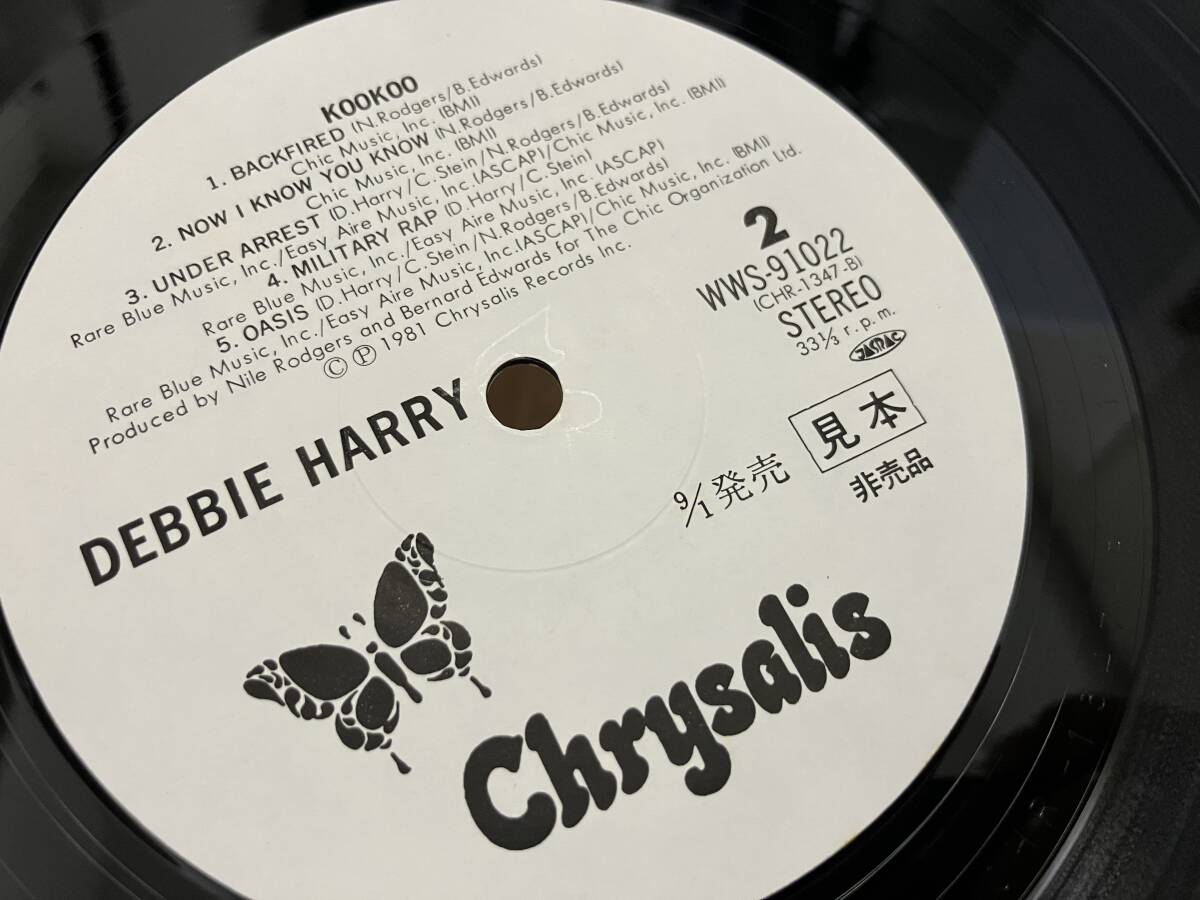 KOOKOO
1. BACKFIRED (N.Rodgers/B.Edwards)
Chic Music, Inc. (BMI)
2. NOW I KNOW YOU KNOW (N.Rodgers/B.Edwards)
Chic Music, Inc. (BMI)
3. UNDER ARREST (D.Harry/C.Stein/N.Rodgers/B.Edwards)
Rare Blue Music, Inc./Easy Aire Music, Inc.(ASCAP)/Chic Music, Inc. (BMI)
4. MILITARY RAP (D.Harry/C.Stein)
Rare Blue Music, Inc./Easy Aire Music, Inc. (ASCAP)
5. OASIS (D.Harry/C.Stein/N.Rodgers/B.Edwards)
Rare Blue Music, Inc./Easy Aire Music, Inc.(ASCAP)/Chic Music, Inc. (BMI)
Produced by Nile Rodgers and Bernard Edwards for The Chic Organization Ltd.
©℗ 1981 Chrysalis Records Inc.
2
WWS-91022
(CHR-1347-B)
STEREO
33⅓ r.p.m.
JASRAC
DEBBIE HARRY
9/1発売
見本
非売品
Chrysalis